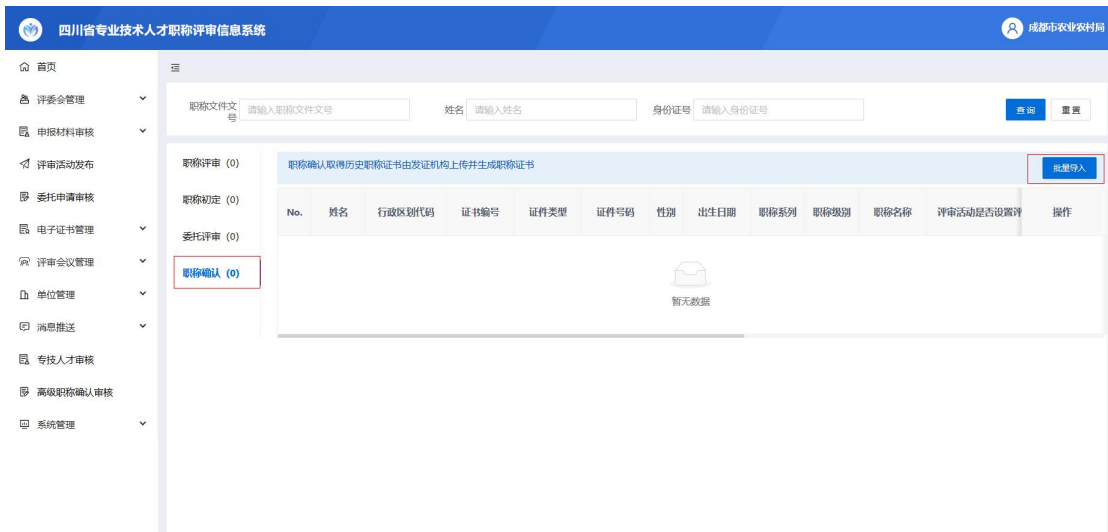 四川省专业技术人才职称评审信息系统
成都市农业农村局
首页
评委会管理
申报材料审核
评审活动发布
委托申请审核
电子证书管理
评审会议管理
单位管理
消息推送
专技人才审核
高级职称确认审核
系统管理
职称文件文号 请输入职称文件文号 姓名 请输入姓名 身份证号 请输入身份证号 查询 重置
职称评审 (0)
职称初定 (0)
委托评审 (0)
职称确认 (0)
职称确认取得历史职称证书由发证机构上传并生成职称证书 批量导入
No. 姓名 行政区划代码 证书编号 证件类型 证件号码 性别 出生日期 职称系列 职称级别 职称名称 评审活动是否设置评 操作
暂无数据